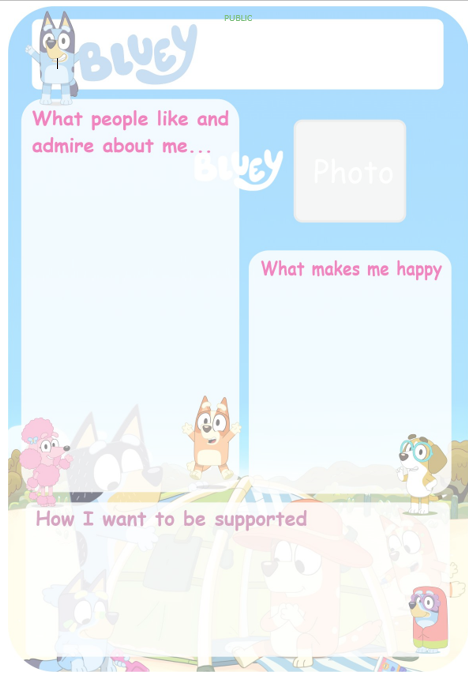 PUBLIC
BLUEY
What people like and
admire about me...
BLUEY
Photo
What makes me happy
How I want to be supported